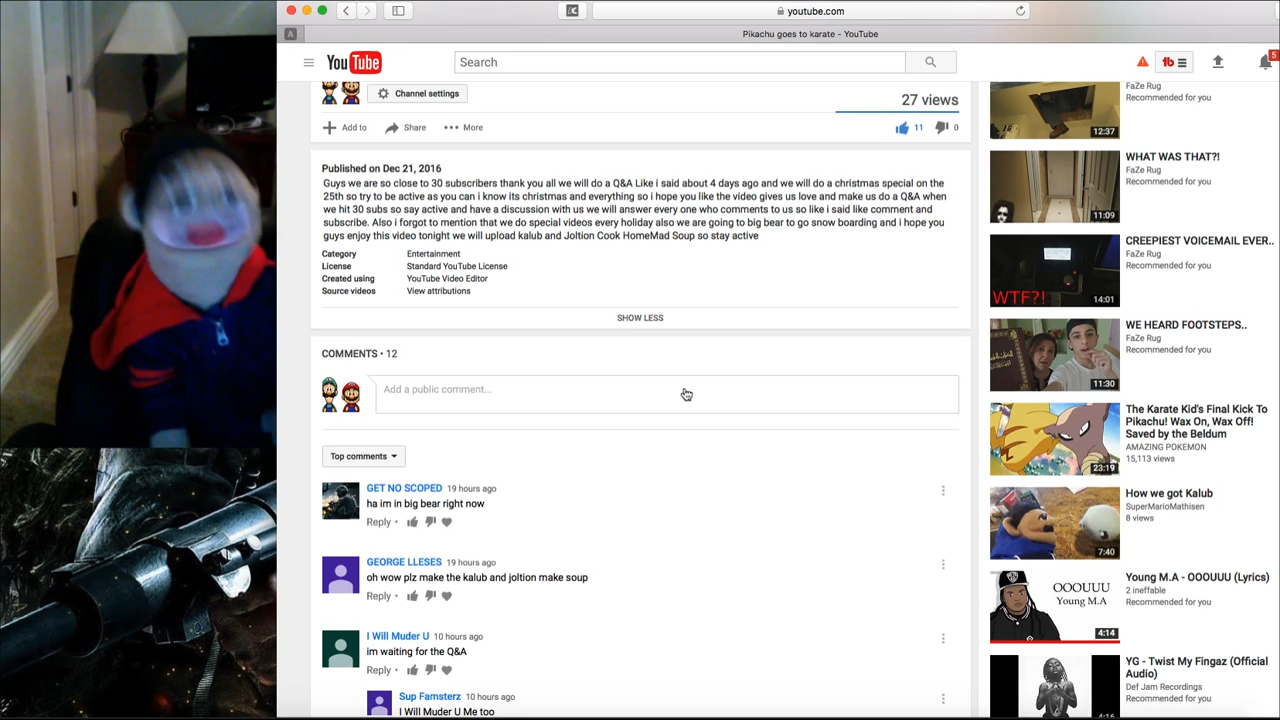 youtube.com
A
Pikachu goes to karate - YouTube
YouTube
Search
5
Channel settings
27 views
Add to
Share
More
11
0
Published on Dec 21, 2016
Guys we are so close to 30 subscribers thank you all we will do a Q&A Like i said about 4 days ago and we will do a christmas special on the
25th so try to be active as you can i know its christmas and everything so i hope you like the video gives us love and make us do a Q&A when
we hit 30 subs so say active and have a discussion with us we will answer every one who comments to us so like i said like comment and
subscribe. Also i forgot to mention that we do special videos every holiday also we are going to big bear to go snow boarding and i hope you
guys enjoy this video tonight we will upload kalub and Joltion Cook HomeMad Soup so stay active
Category Entertainment
License Standard YouTube License
Created using YouTube Video Editor
Source videos View attributions
SHOW LESS
COMMENTS • 12
Add a public comment...
Top comments
GET NO SCOPED 19 hours ago
ha im in big bear right now
Reply •
GEORGE LLESES 19 hours ago
oh wow plz make the kalub and joltion make soup
Reply •
I Will Muder U 10 hours ago
im waiting for the Q&A
Reply •
Sup Famsterz 10 hours ago
I Will Muder U Me too
FaZe Rug
Recommended for you
12:37
WHAT WAS THAT?!
FaZe Rug
Recommended for you
11:09
CREEPIEST VOICEMAIL EVER..
FaZe Rug
Recommended for you
WTF?!
14:01
WE HEARD FOOTSTEPS..
FaZe Rug
Recommended for you
11:30
The Karate Kid's Final Kick To
Pikachu! Wax On, Wax Off!
Saved by the Beldum
AMAZING POKEMON
15,113 views
23:19
How we got Kalub
SuperMarioMathisen
8 views
7:40
Young M.A - OOOUUU (Lyrics)
2 ineffable
Recommended for you
OOOUUU
Young M.A
4:14
YG - Twist My Fingaz (Official
Audio)
Def Jam Recordings
Recommended for you
4:16